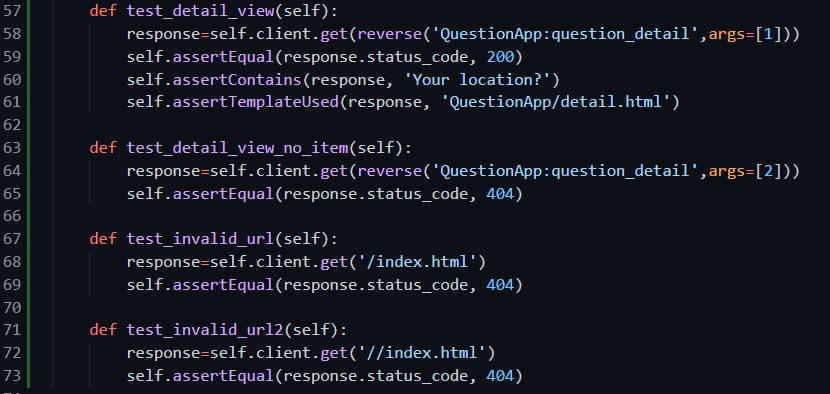 57 def test_detail_view(self):
58 response=self.client.get(reverse('QuestionApp:question_detail',args=[1]))
59 self.assertEqual(response.status_code, 200)
60 self.assertContains(response, 'Your location?')
61 self.assertTemplateUsed(response, 'QuestionApp/detail.html')
62
63 def test_detail_view_no_item(self):
64 response=self.client.get(reverse('QuestionApp:question_detail',args=[2]))
65 self.assertEqual(response.status_code, 404)
66
67 def test_invalid_url(self):
68 response=self.client.get('/index.html')
69 self.assertEqual(response.status_code, 404)
70
71 def test_invalid_url2(self):
72 response=self.client.get('//index.html')
73 self.assertEqual(response.status_code, 404)